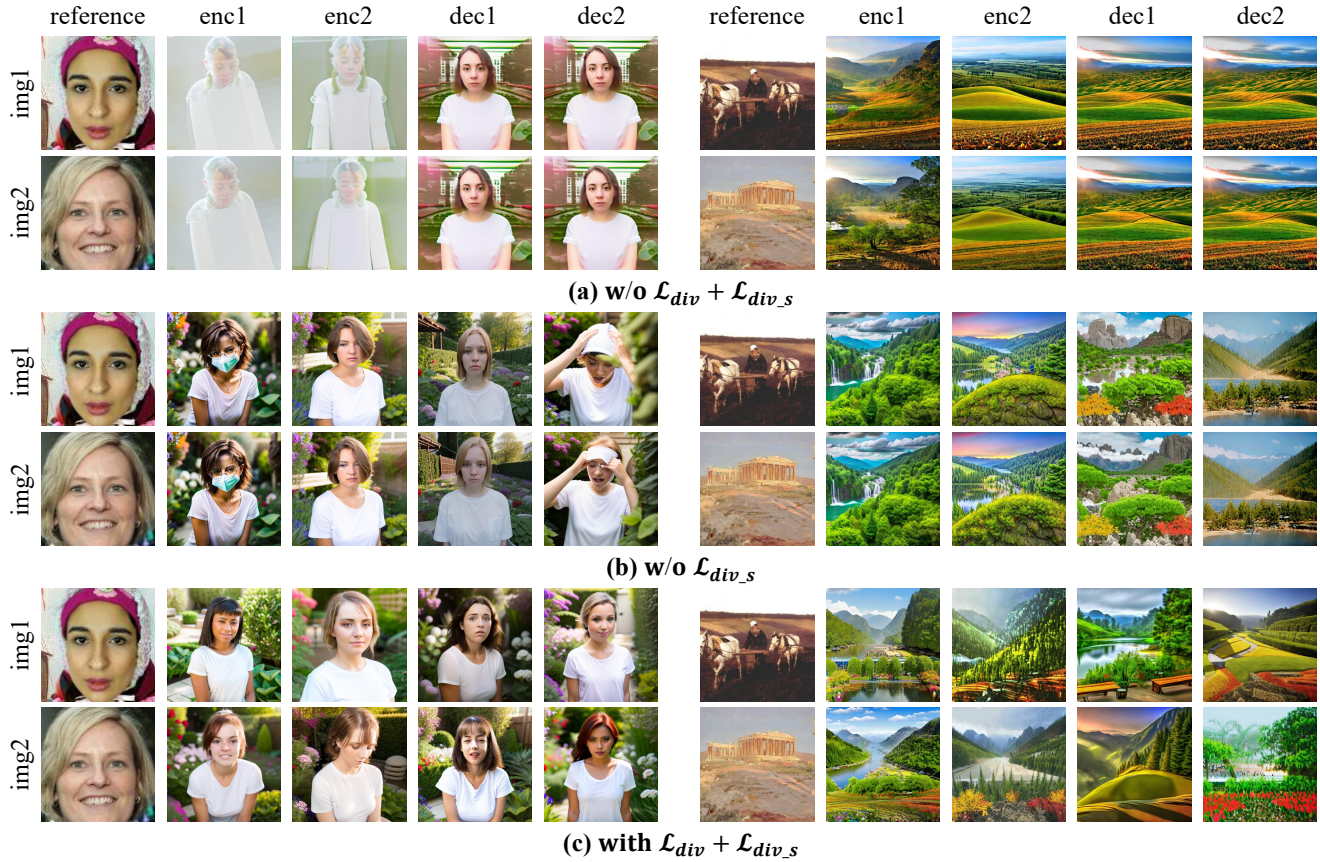 reference enc1 enc2 dec1 dec2 reference enc1 enc2 dec1 dec2
img1
img2
(a) w/o ℒ_div + ℒ_div_s
img1
img2
(b) w/o ℒ_div_s
img1
img2
(c) with ℒ_div + ℒ_div_s